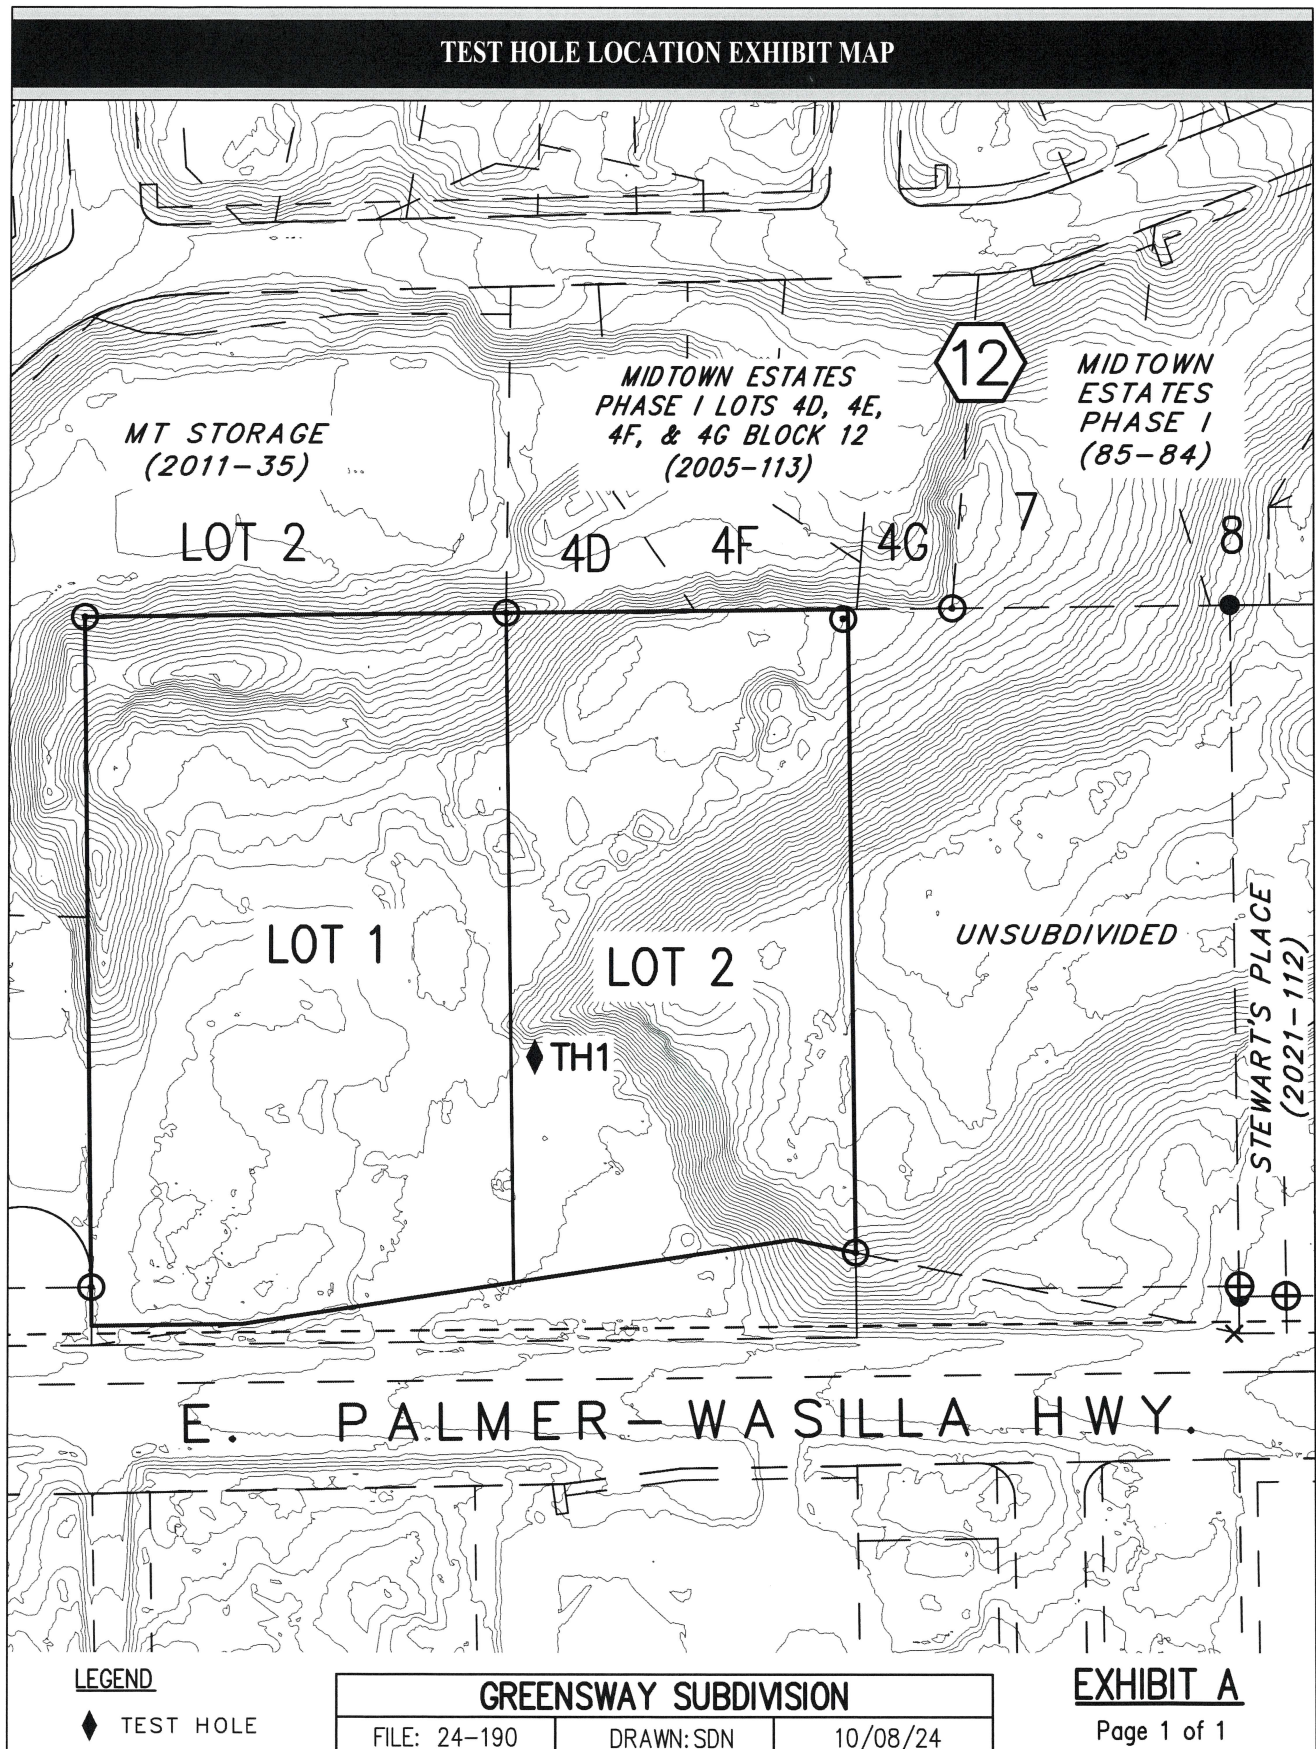 TEST HOLE LOCATION EXHIBIT MAP
12
MIDTOWN ESTATES
PHASE I LOTS 4D, 4E,
4F, & 4G BLOCK 12
(2005-113)
MIDTOWN
ESTATES
PHASE I
(85-84)
MT STORAGE
(2011-35)
LOT 2
4D
4F
4G
7
8
LOT 1
LOT 2
UNSUBDIVIDED
STEWART'S PLACE
(2021-112)
TH1
E. PALMER-WASILLA HWY.
LEGEND
TEST HOLE
GREENSWAY SUBDIVISION
FILE: 24-190
DRAWN: SDN
10/08/24
EXHIBIT A
Page 1 of 1